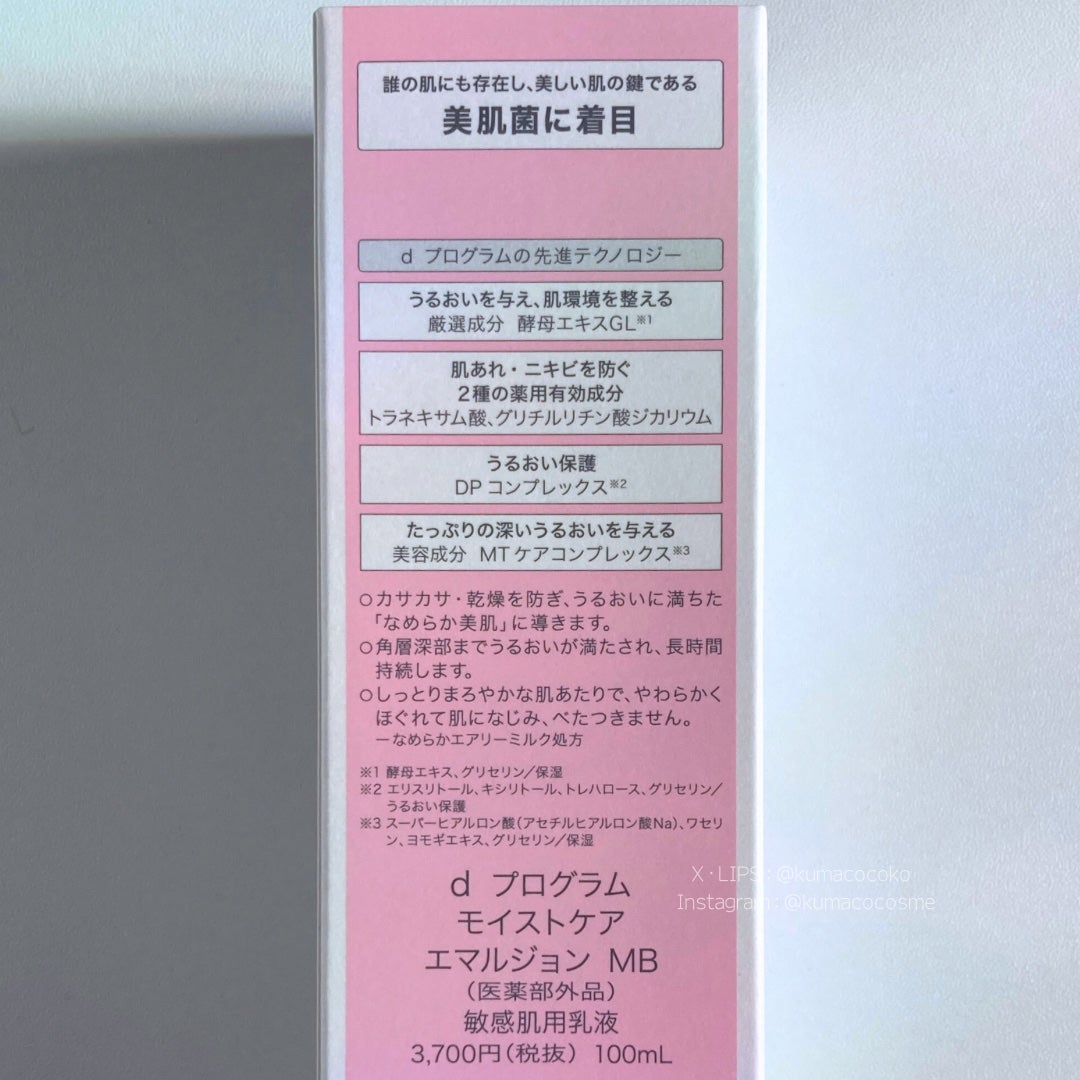 誰の肌にも存在し、美しい肌の鍵である
美肌菌に着目
d プログラムの先進テクノロジー
うるおいを与え、肌環境を整える
厳選成分 酵母エキスGL※1
肌あれ・ニキビを防ぐ
2種の薬用有効成分
トラネキサム酸、グリチルリチン酸ジカリウム
うるおい保護
DP コンプレックス※2
たっぷりの深いうるおいを与える
美容成分 MT ケアコンプレックス※3
○カサカサ・乾燥を防ぎ、うるおいに満ちた
「なめらか美肌」に導きます。
○角層深部までうるおいが満たされ、長時間
持続します。
○しっとりまろやかな肌あたりで、やわらかく
ほぐれて肌になじみ、べたつきません。
ーなめらかエアリーミルク処方
※1 酵母エキス、グリセリン／保湿
※2 エリスリトール、キシリトール、トレハロース、グリセリン／
うるおい保護
※3 スーパーヒアルロン酸（アセチルヒアルロン酸Na）、ワセリ
ン、ヨモギエキス、グリセリン／保湿
X・LIPS : @kumacocoko
Instagram : @kumacocosme
d プログラム
モイストケア
エマルジョン MB
（医薬部外品）
敏感肌用乳液
3,700円（税抜） 100mL